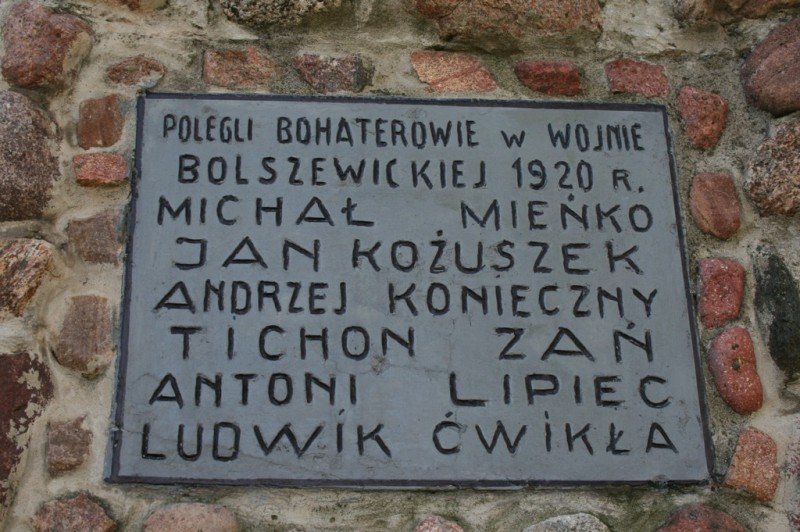 POLEGLI BOHATEROWIE W WOJNIE
BOLSZEWICKIEJ 1920 R.
MICHAŁ MIEŃKO
JAN KOŻUSZEK
ANDRZEJ KONIECZNY
TICHON ZAŃ
ANTONI LIPIEC
LUDWIK ĆWIKŁA